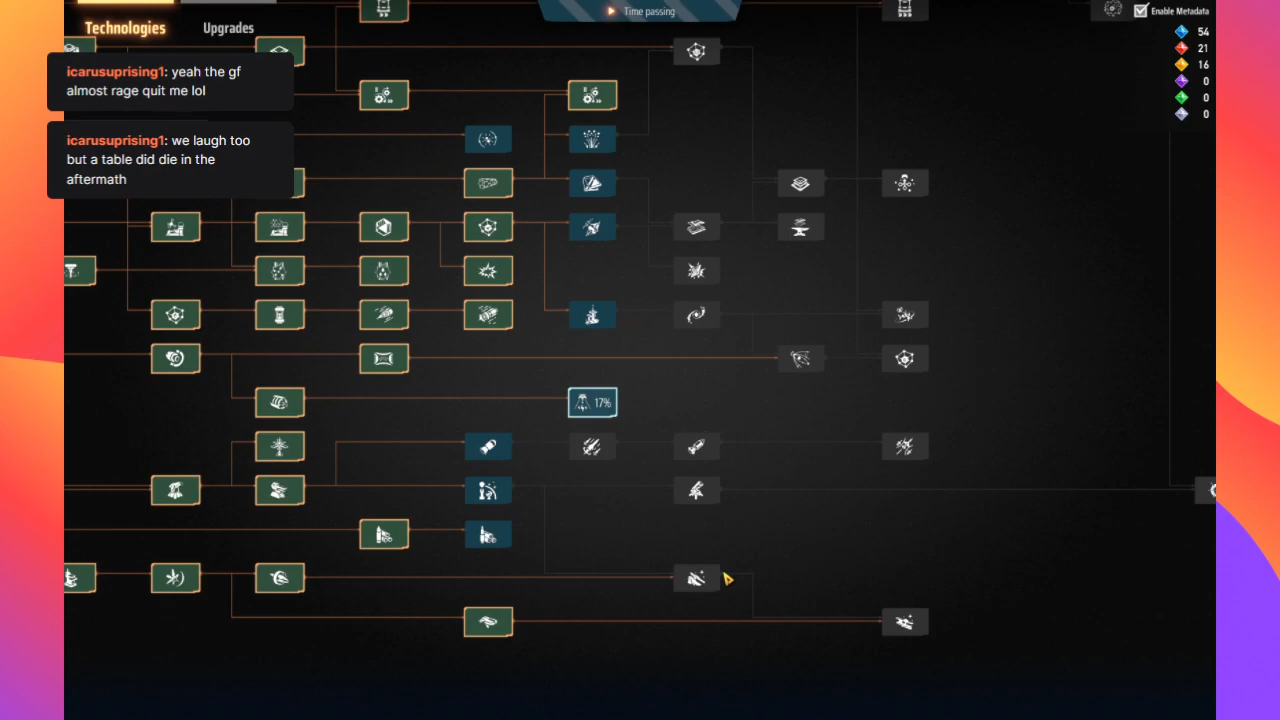 Technologies
Upgrades
Time passing
Enable Metadata
54
21
16
0
0
0
icarusuprising1: yeah the gf
almost rage quit me lol
icarusuprising1: we laugh too
but a table did die in the
aftermath
17%